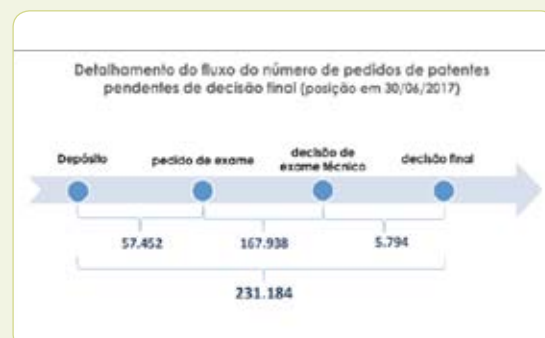 Detalhamento do fluxo do número de pedidos de patentes
pendentes de decisão final (posição em 30/06/2017)
Depósito
pedido de exame
decisão de
exame técnico
decisão final
57.452
167.938
5.794
231.184